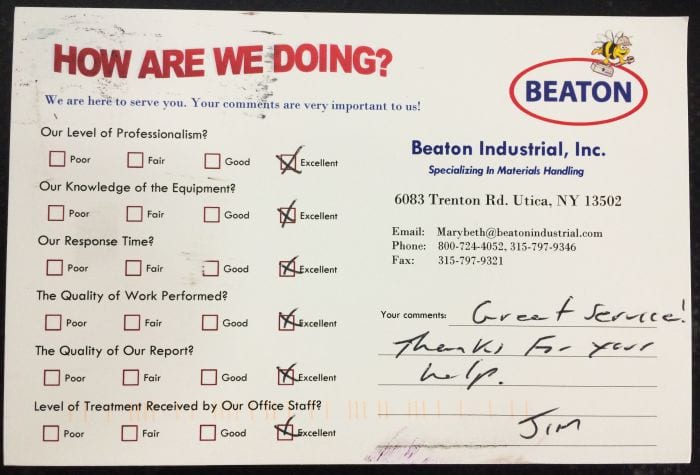 HOW ARE WE DOING?
We are here to serve you. Your comments are very important to us!
Our Level of Professionalism?
Poor Fair Good Excellent
Our Knowledge of the Equipment?
Poor Fair Good Excellent
Our Response Time?
Poor Fair Good Excellent
The Quality of Work Performed?
Poor Fair Good Excellent
The Quality of Our Report?
Poor Fair Good Excellent
Level of Treatment Received by Our Office Staff?
Poor Fair Good Excellent
BEATON
Beaton Industrial, Inc.
Specializing In Materials Handling
6083 Trenton Rd. Utica, NY 13502
Email: Marybeth@beatonindustrial.com
Phone: 800-724-4052, 315-797-9346
Fax: 315-797-9321
Your comments: Great Service!
Thanks For your
help.
Jim